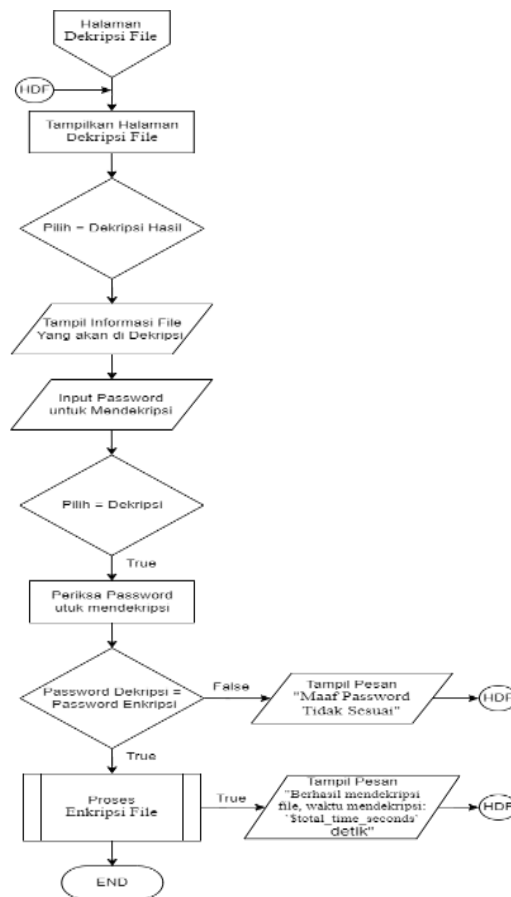 Halaman
Dekripsi File
HDF
Tampilkan Halaman
Dekripsi File
Pilih = Dekripsi Hasil
Tampil Informasi File
Yang akan di Dekripsi
Input Password
untuk Mendekripsi
Pilih = Dekripsi
True
Periksa Password
utuk mendekripsi
Password Dekripsi =
Password Enkripsi
False
Tampil Pesan
"Maaf Password
Tidak Sesuai"
HDF
True
Proses
Enkripsi File
True
Tampil Pesan
"Berhasil mendekripsi
file, waktu mendekripsi:
`$total_time_seconds`
detik"
HDF
END